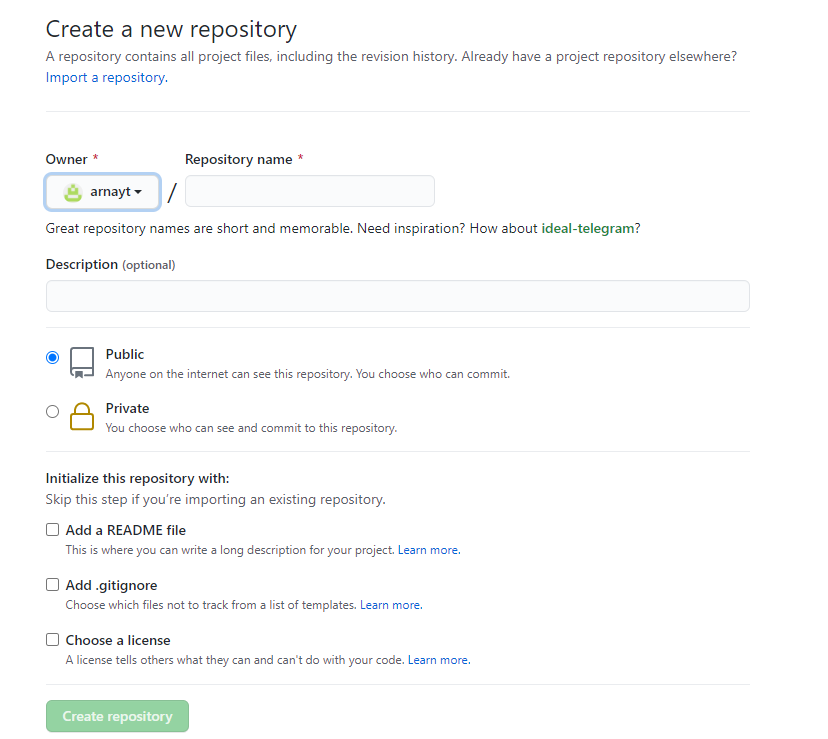 Create a new repository
A repository contains all project files, including the revision history. Already have a project repository elsewhere?
Import a repository.
Owner * Repository name *
arnayt /
Great repository names are short and memorable. Need inspiration? How about ideal-telegram?
Description (optional)
Public
Anyone on the internet can see this repository. You choose who can commit.
Private
You choose who can see and commit to this repository.
Initialize this repository with:
Skip this step if you're importing an existing repository.
Add a README file
This is where you can write a long description for your project. Learn more.
Add .gitignore
Choose which files not to track from a list of templates. Learn more.
Choose a license
A license tells others what they can and can't do with your code. Learn more.
Create repository